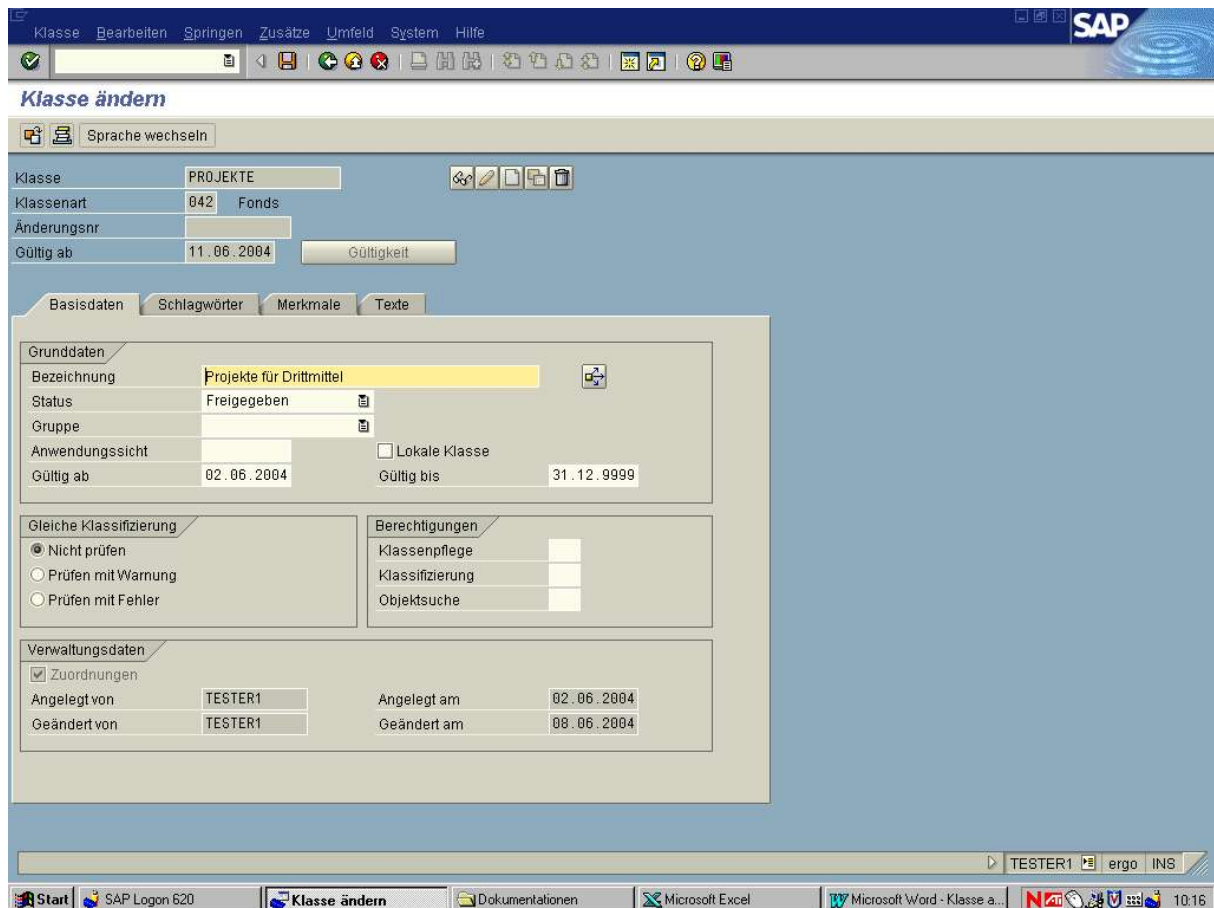 Klasse Bearbeiten Springen Zusätze Umfeld System Hilfe
SAP
Klasse ändern
Sprache wechseln
Klasse PROJEKTE
Klassenart 042 Fonds
Änderungsnr
Gültig ab 11.06.2004 Gültigkeit
Basisdaten Schlagwörter Merkmale Texte
Grunddaten
Bezeichnung Projekte für Drittmittel
Status Freigegeben
Gruppe
Anwendungssicht Lokale Klasse
Gültig ab 02.06.2004 Gültig bis 31.12.9999
Gleiche Klassifizierung Berechtigungen
Nicht prüfen Klassenpflege
Prüfen mit Warnung Klassifizierung
Prüfen mit Fehler Objektsuche
Verwaltungsdaten
Zuordnungen
Angelegt von TESTER1 Angelegt am 02.06.2004
Geändert von TESTER1 Geändert am 08.06.2004
TESTER1 ergo INS
Start SAP Logon 620 Klasse ändern Dokumentationen Microsoft Excel Microsoft Word - Klasse a... 10:16